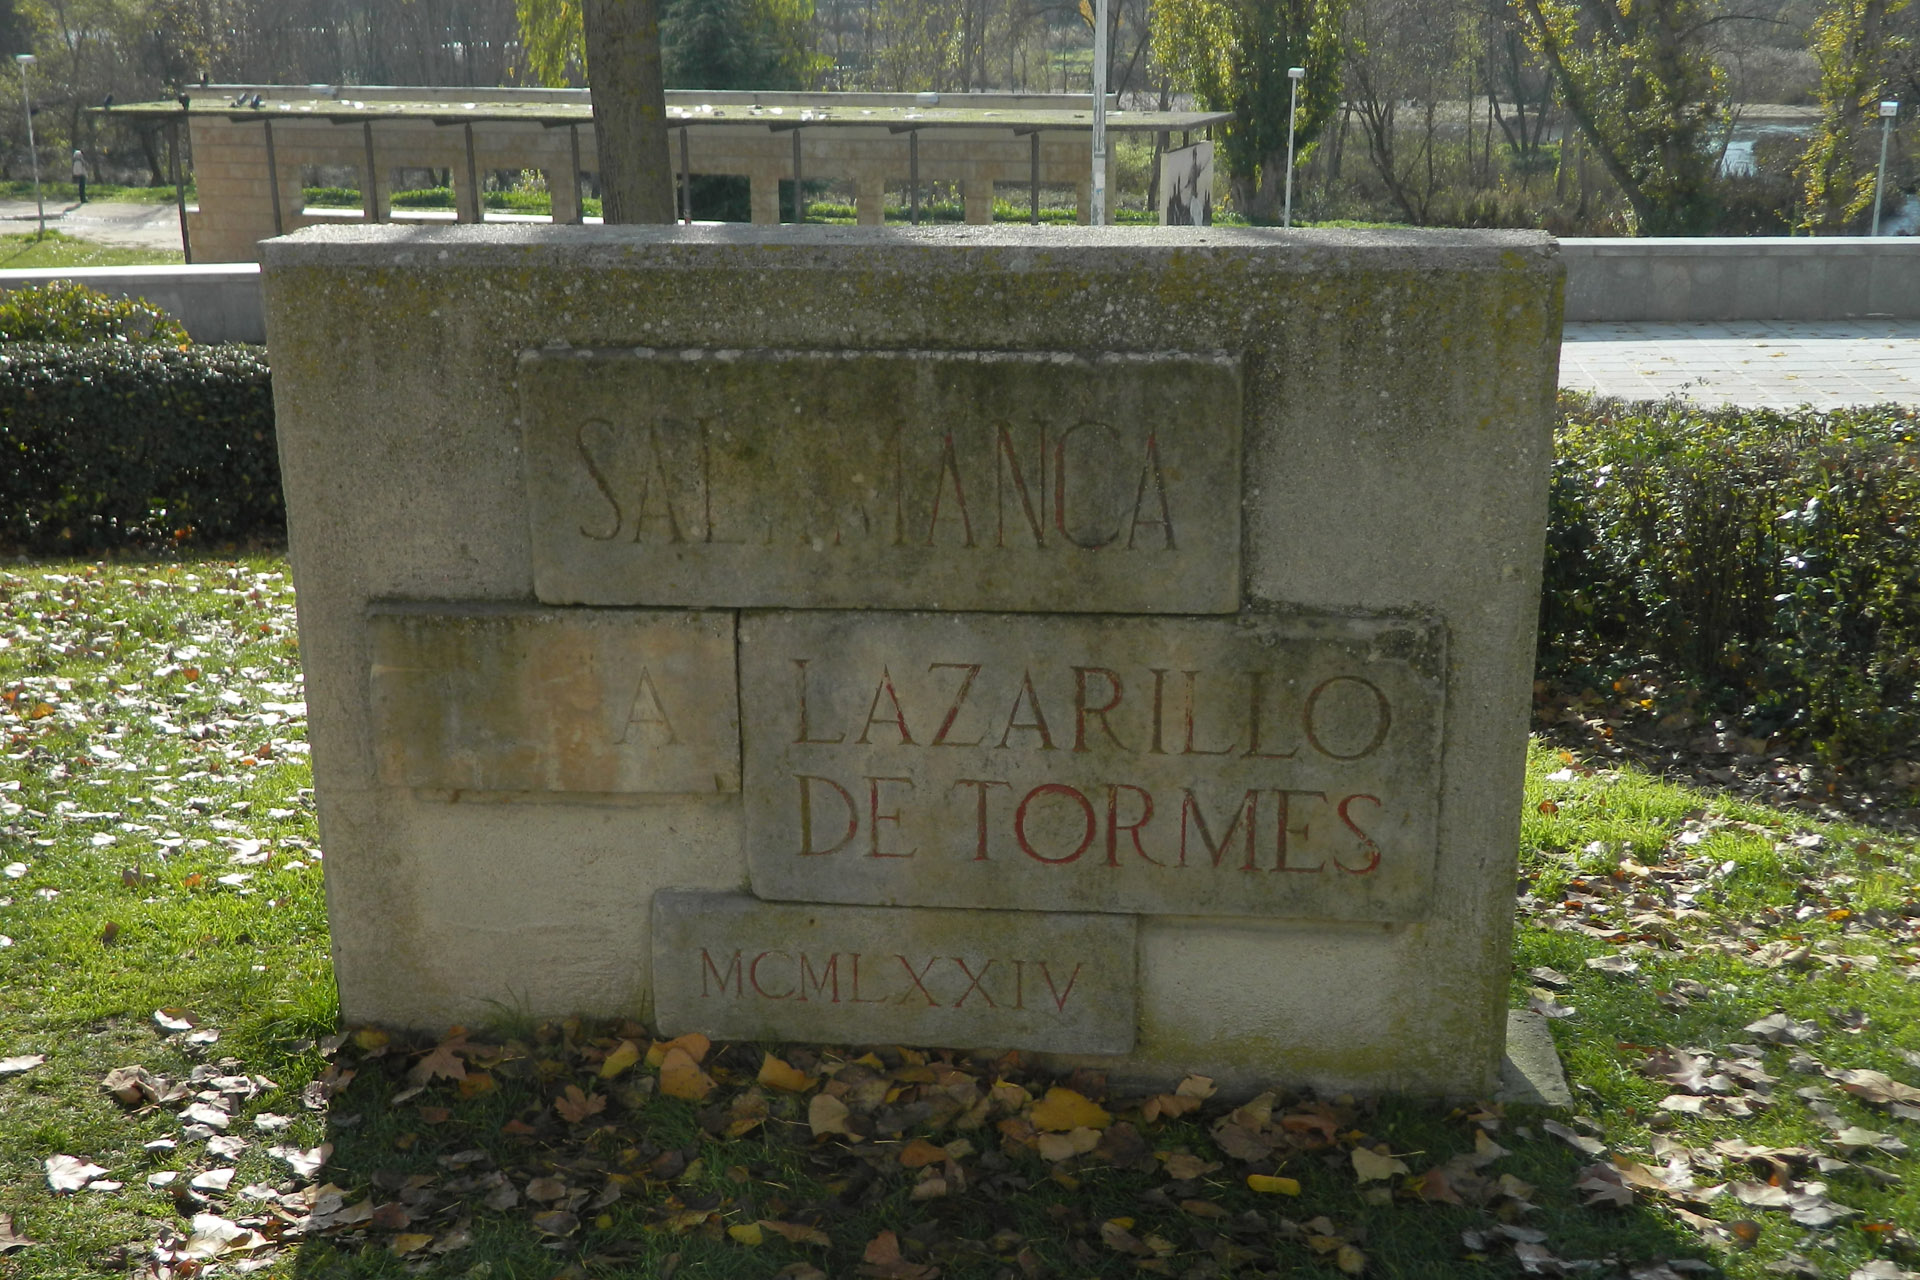 SALAMANCA
A LAZARILLO
DE TORMES
MCMLXXIV